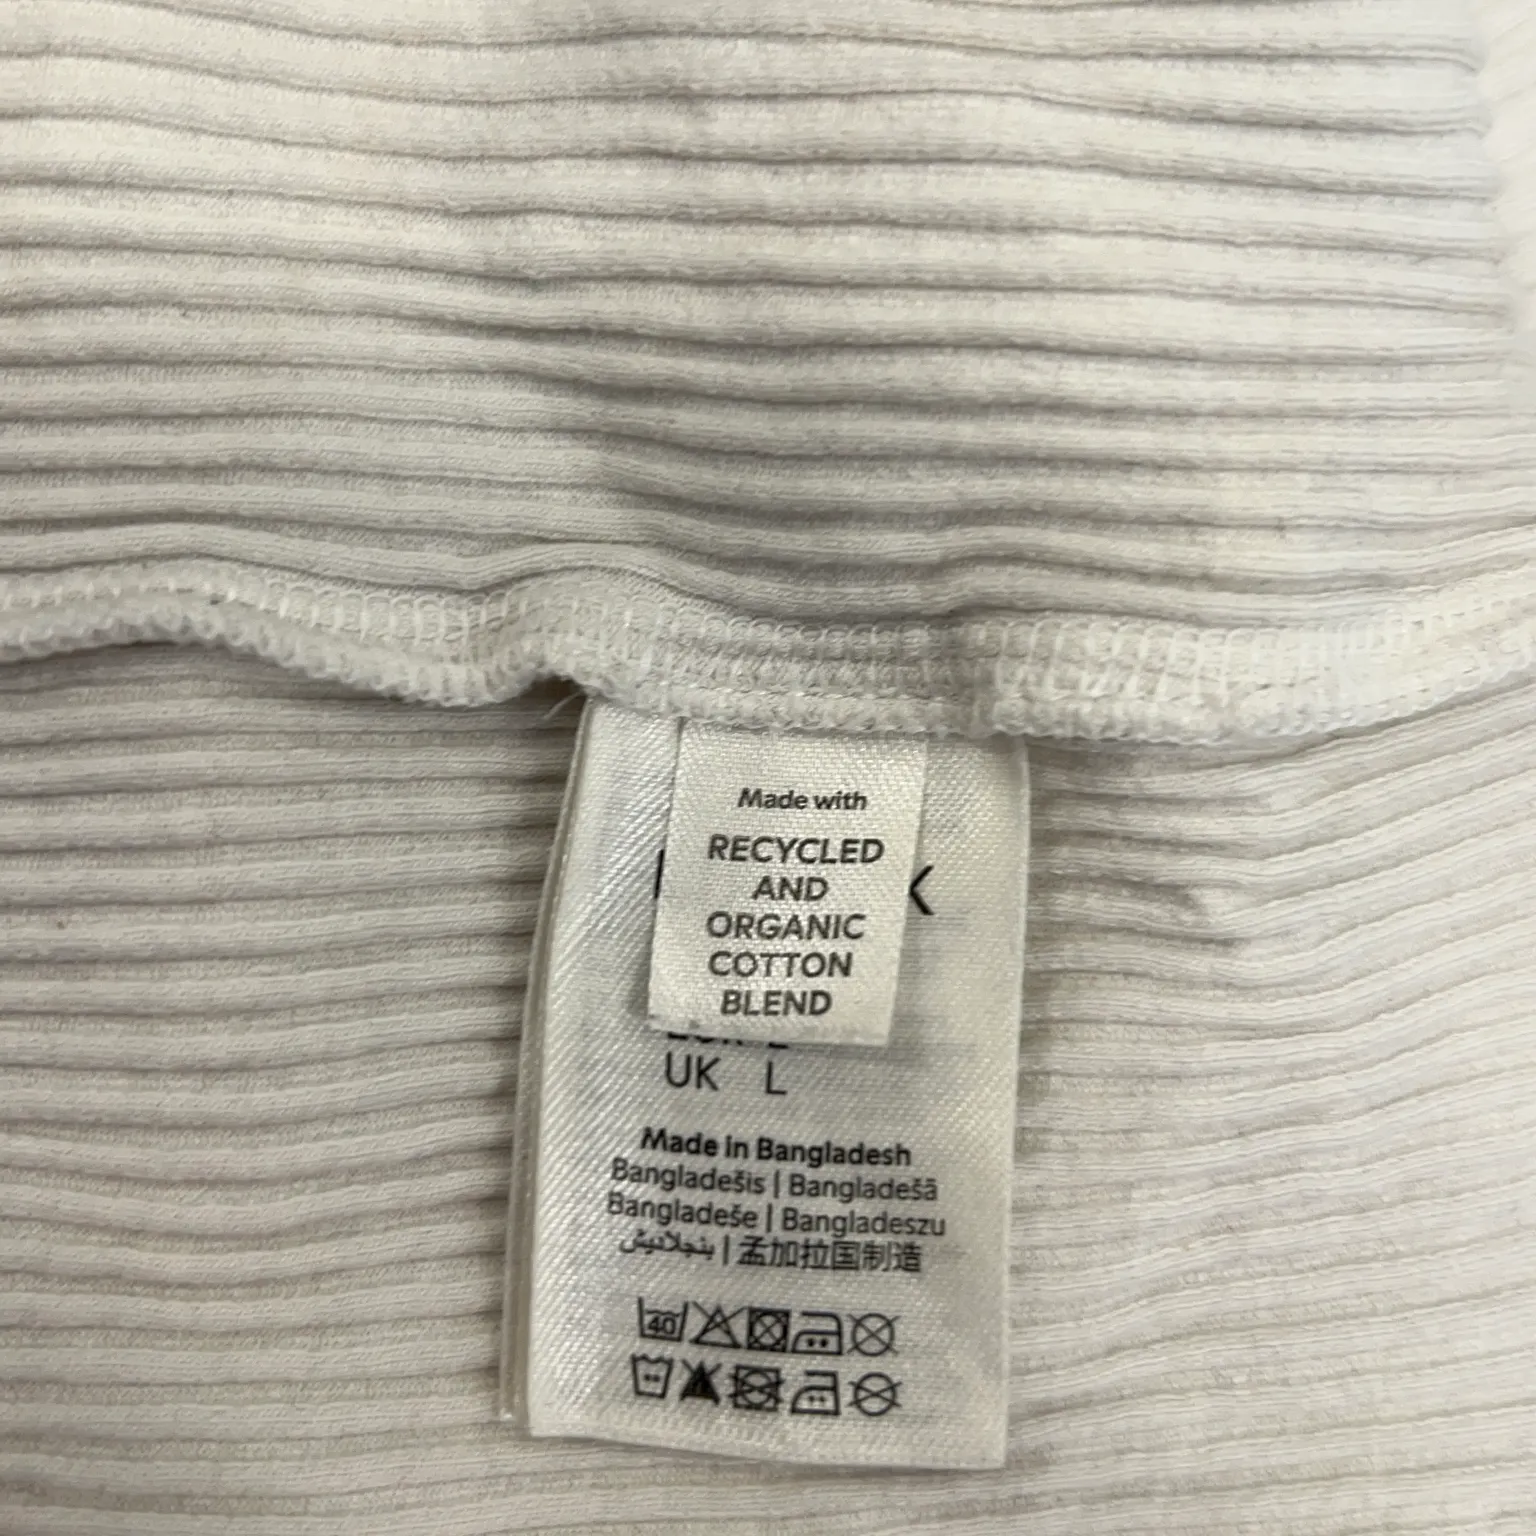 Made with
RECYCLED
AND
ORGANIC
COTTON
BLEND
K
UK L
Made in Bangladesh
Bangladešis | Bangladešā
Bangladeše | Bangladeszu
بنجلاديش | 孟加拉国制造
40